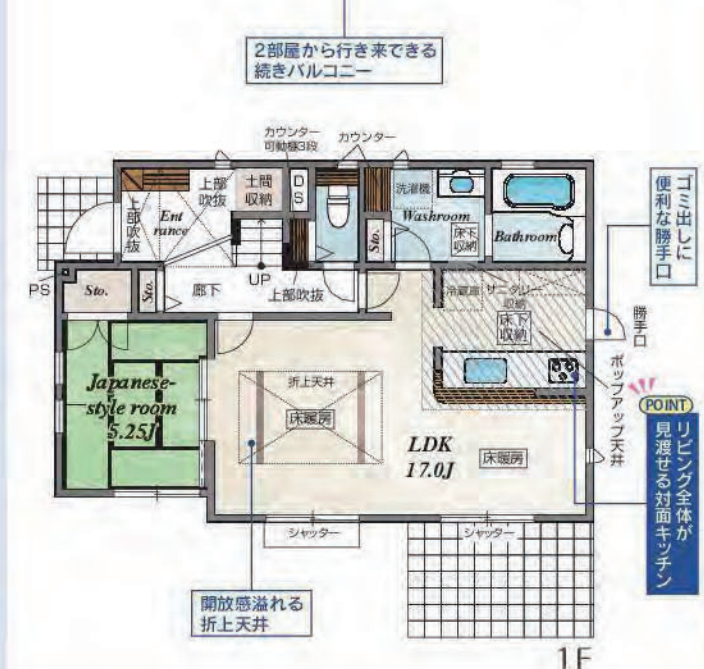 2部屋から行き来できる
続きバルコニー
カウンター
可動棚3段
カウンター
上部吹抜
土間
収納
DS
洗濯機
上部吹抜
Ent
rance
Washroom
Sto.
床下
収納
Bathroom
ゴミ出しに
便利な勝手口
PS
Sto.
Sto.
廊下
UP
上部吹抜
冷蔵庫
サニタリー
収納
床下
収納
勝手口
ポップアップ天井
Japanese-
style room
5.25J
折上天井
床暖房
LDK
17.0J
床暖房
POINT
リビング全体が
見渡せる対面キッチン
シャッター
シャッター
開放感溢れる
折上天井
1F